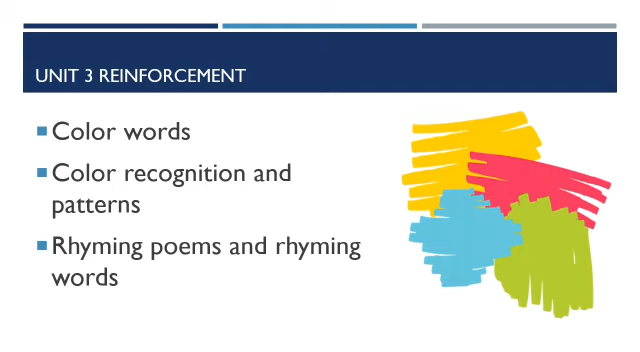 UNIT 3 REINFORCEMENT
Color words
Color recognition and
patterns
Rhyming poems and rhyming
words